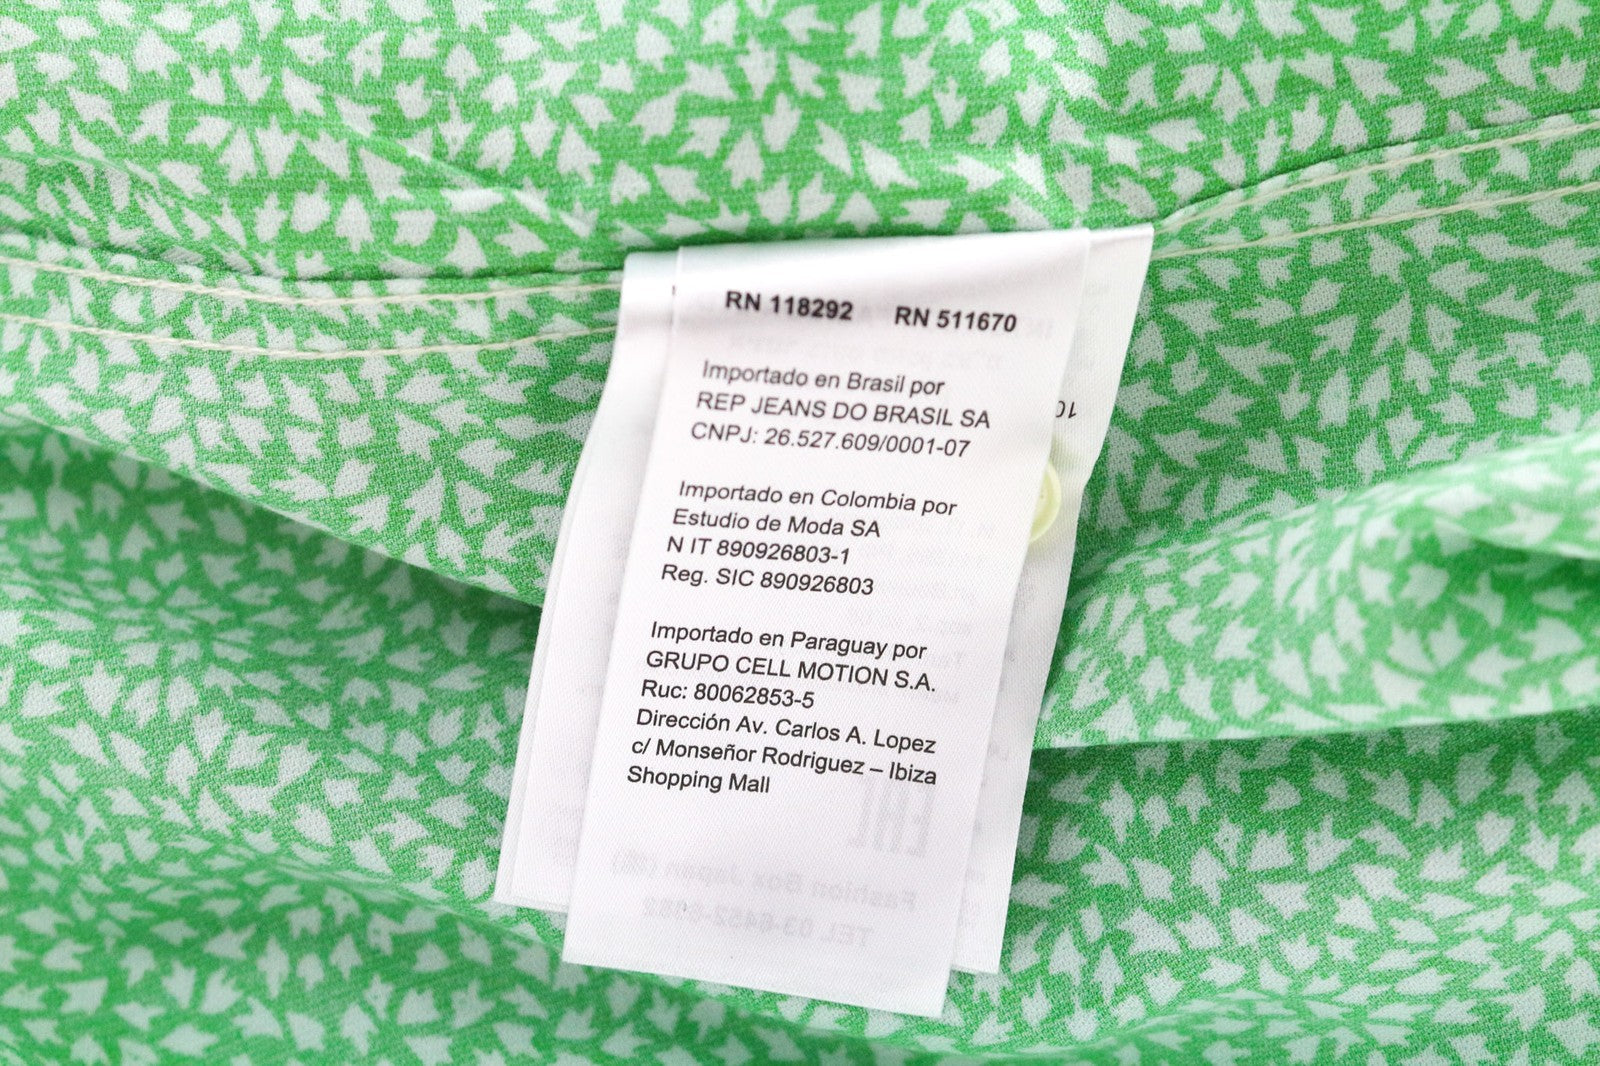 RN 118292 RN 511670
Importado en Brasil por
REP JEANS DO BRASIL SA
CNPJ: 26.527.609/0001-07
Importado en Colombia por
Estudio de Moda SA
N IT 890926803-1
Reg. SIC 890926803
Importado en Paraguay por
GRUPO CELL MOTION S.A.
Ruc: 80062853-5
Dirección Av. Carlos A. Lopez
c/ Monseñor Rodriguez – Ibiza
Shopping Mall